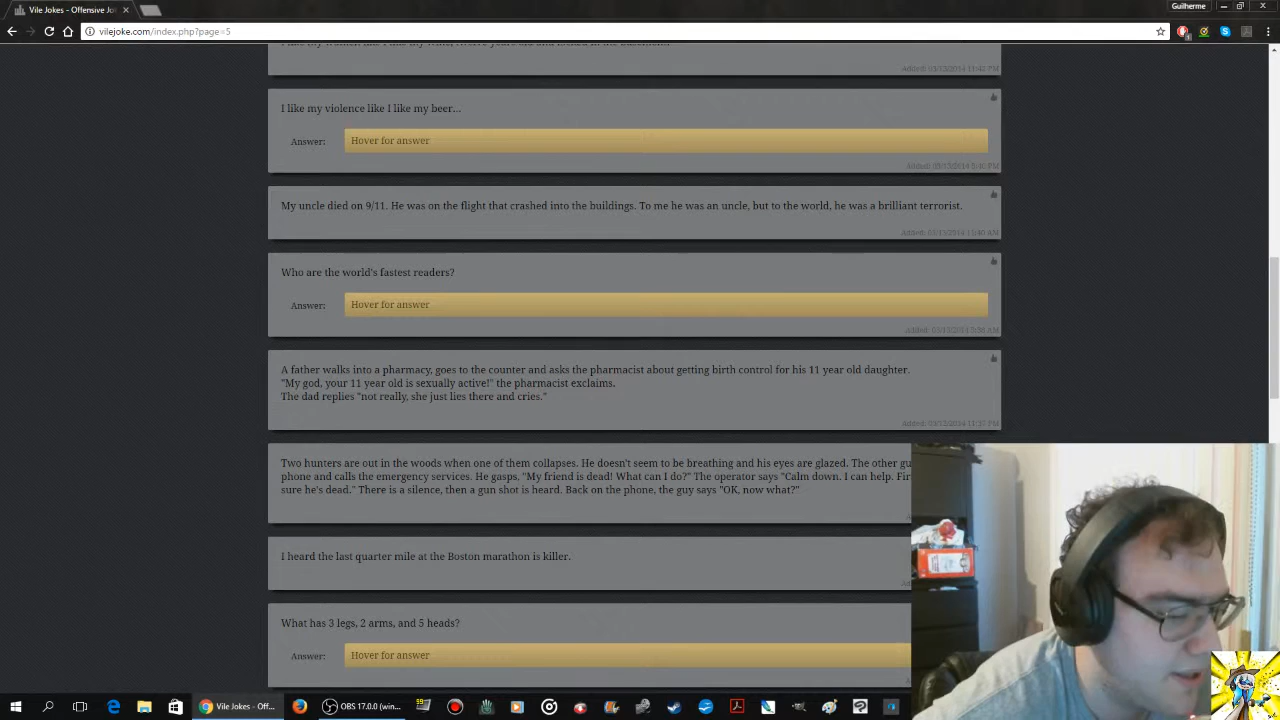 Vile Jokes - Offensive Jo
Guilherme
vilejoke.com/index.php?page=5
I like my violence like I like my beer...
Answer: Hover for answer
My uncle died on 9/11. He was on the flight that crashed into the buildings. To me he was an uncle, but to the world, he was a brilliant terrorist.
Who are the world's fastest readers?
Answer: Hover for answer
A father walks into a pharmacy, goes to the counter and asks the pharmacist about getting birth control for his 11 year old daughter.
"My god, your 11 year old is sexually active!" the pharmacist exclaims.
The dad replies "not really, she just lies there and cries."
Two hunters are out in the woods when one of them collapses. He doesn't seem to be breathing and his eyes are glazed. The other gu
phone and calls the emergency services. He gasps, "My friend is dead! What can I do?" The operator says "Calm down. I can help. Fir
sure he's dead." There is a silence, then a gun shot is heard. Back on the phone, the guy says "OK, now what?"
I heard the last quarter mile at the Boston marathon is killer.
What has 3 legs, 2 arms, and 5 heads?
Answer: Hover for answer
Vile Jokes - Off...
OBS 17.0.0 (win...